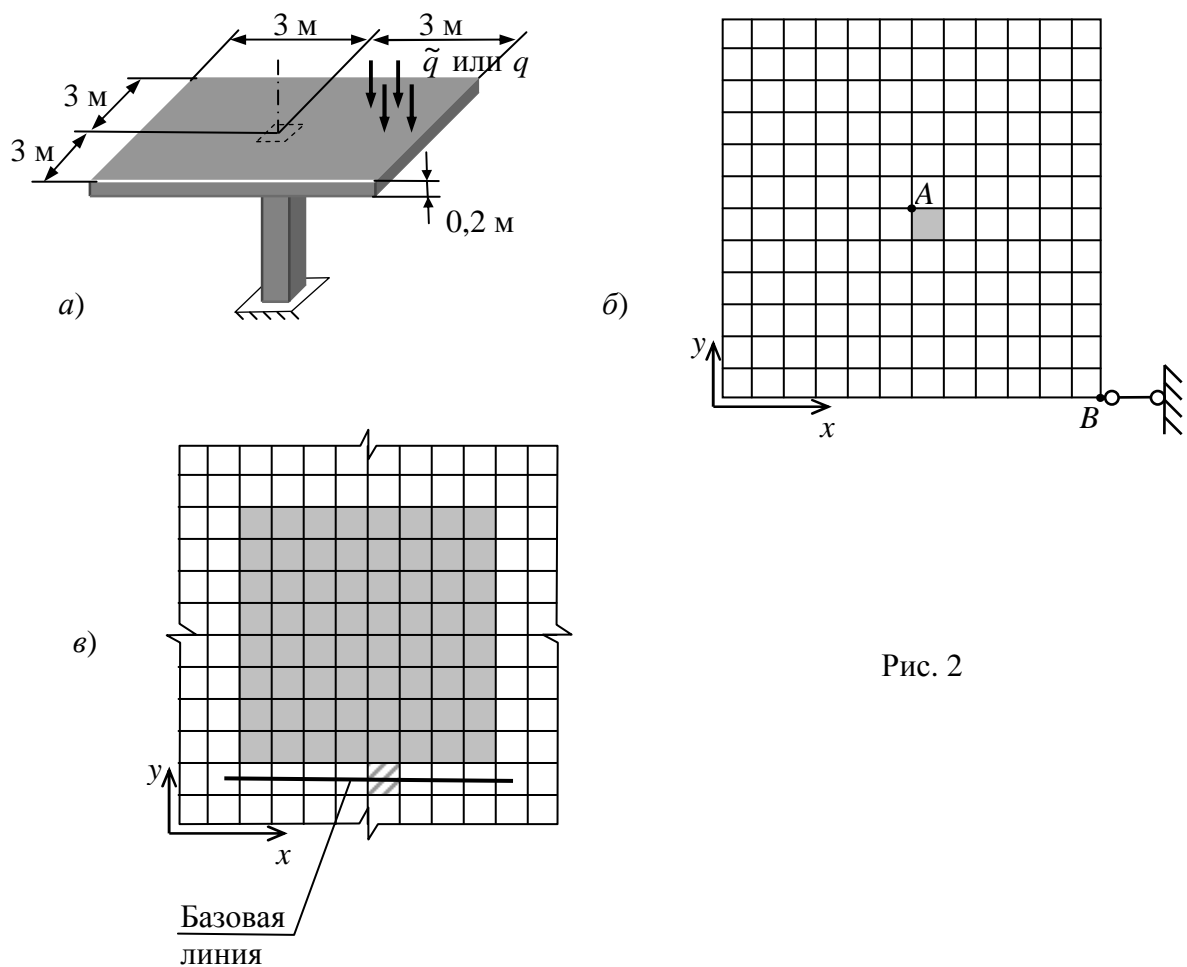 3 м
3 м
q̃ или q
3 м
3 м
0,2 м
а)
A
б)
y
x
B
в)
Рис. 2
y
x
Базовая
линия